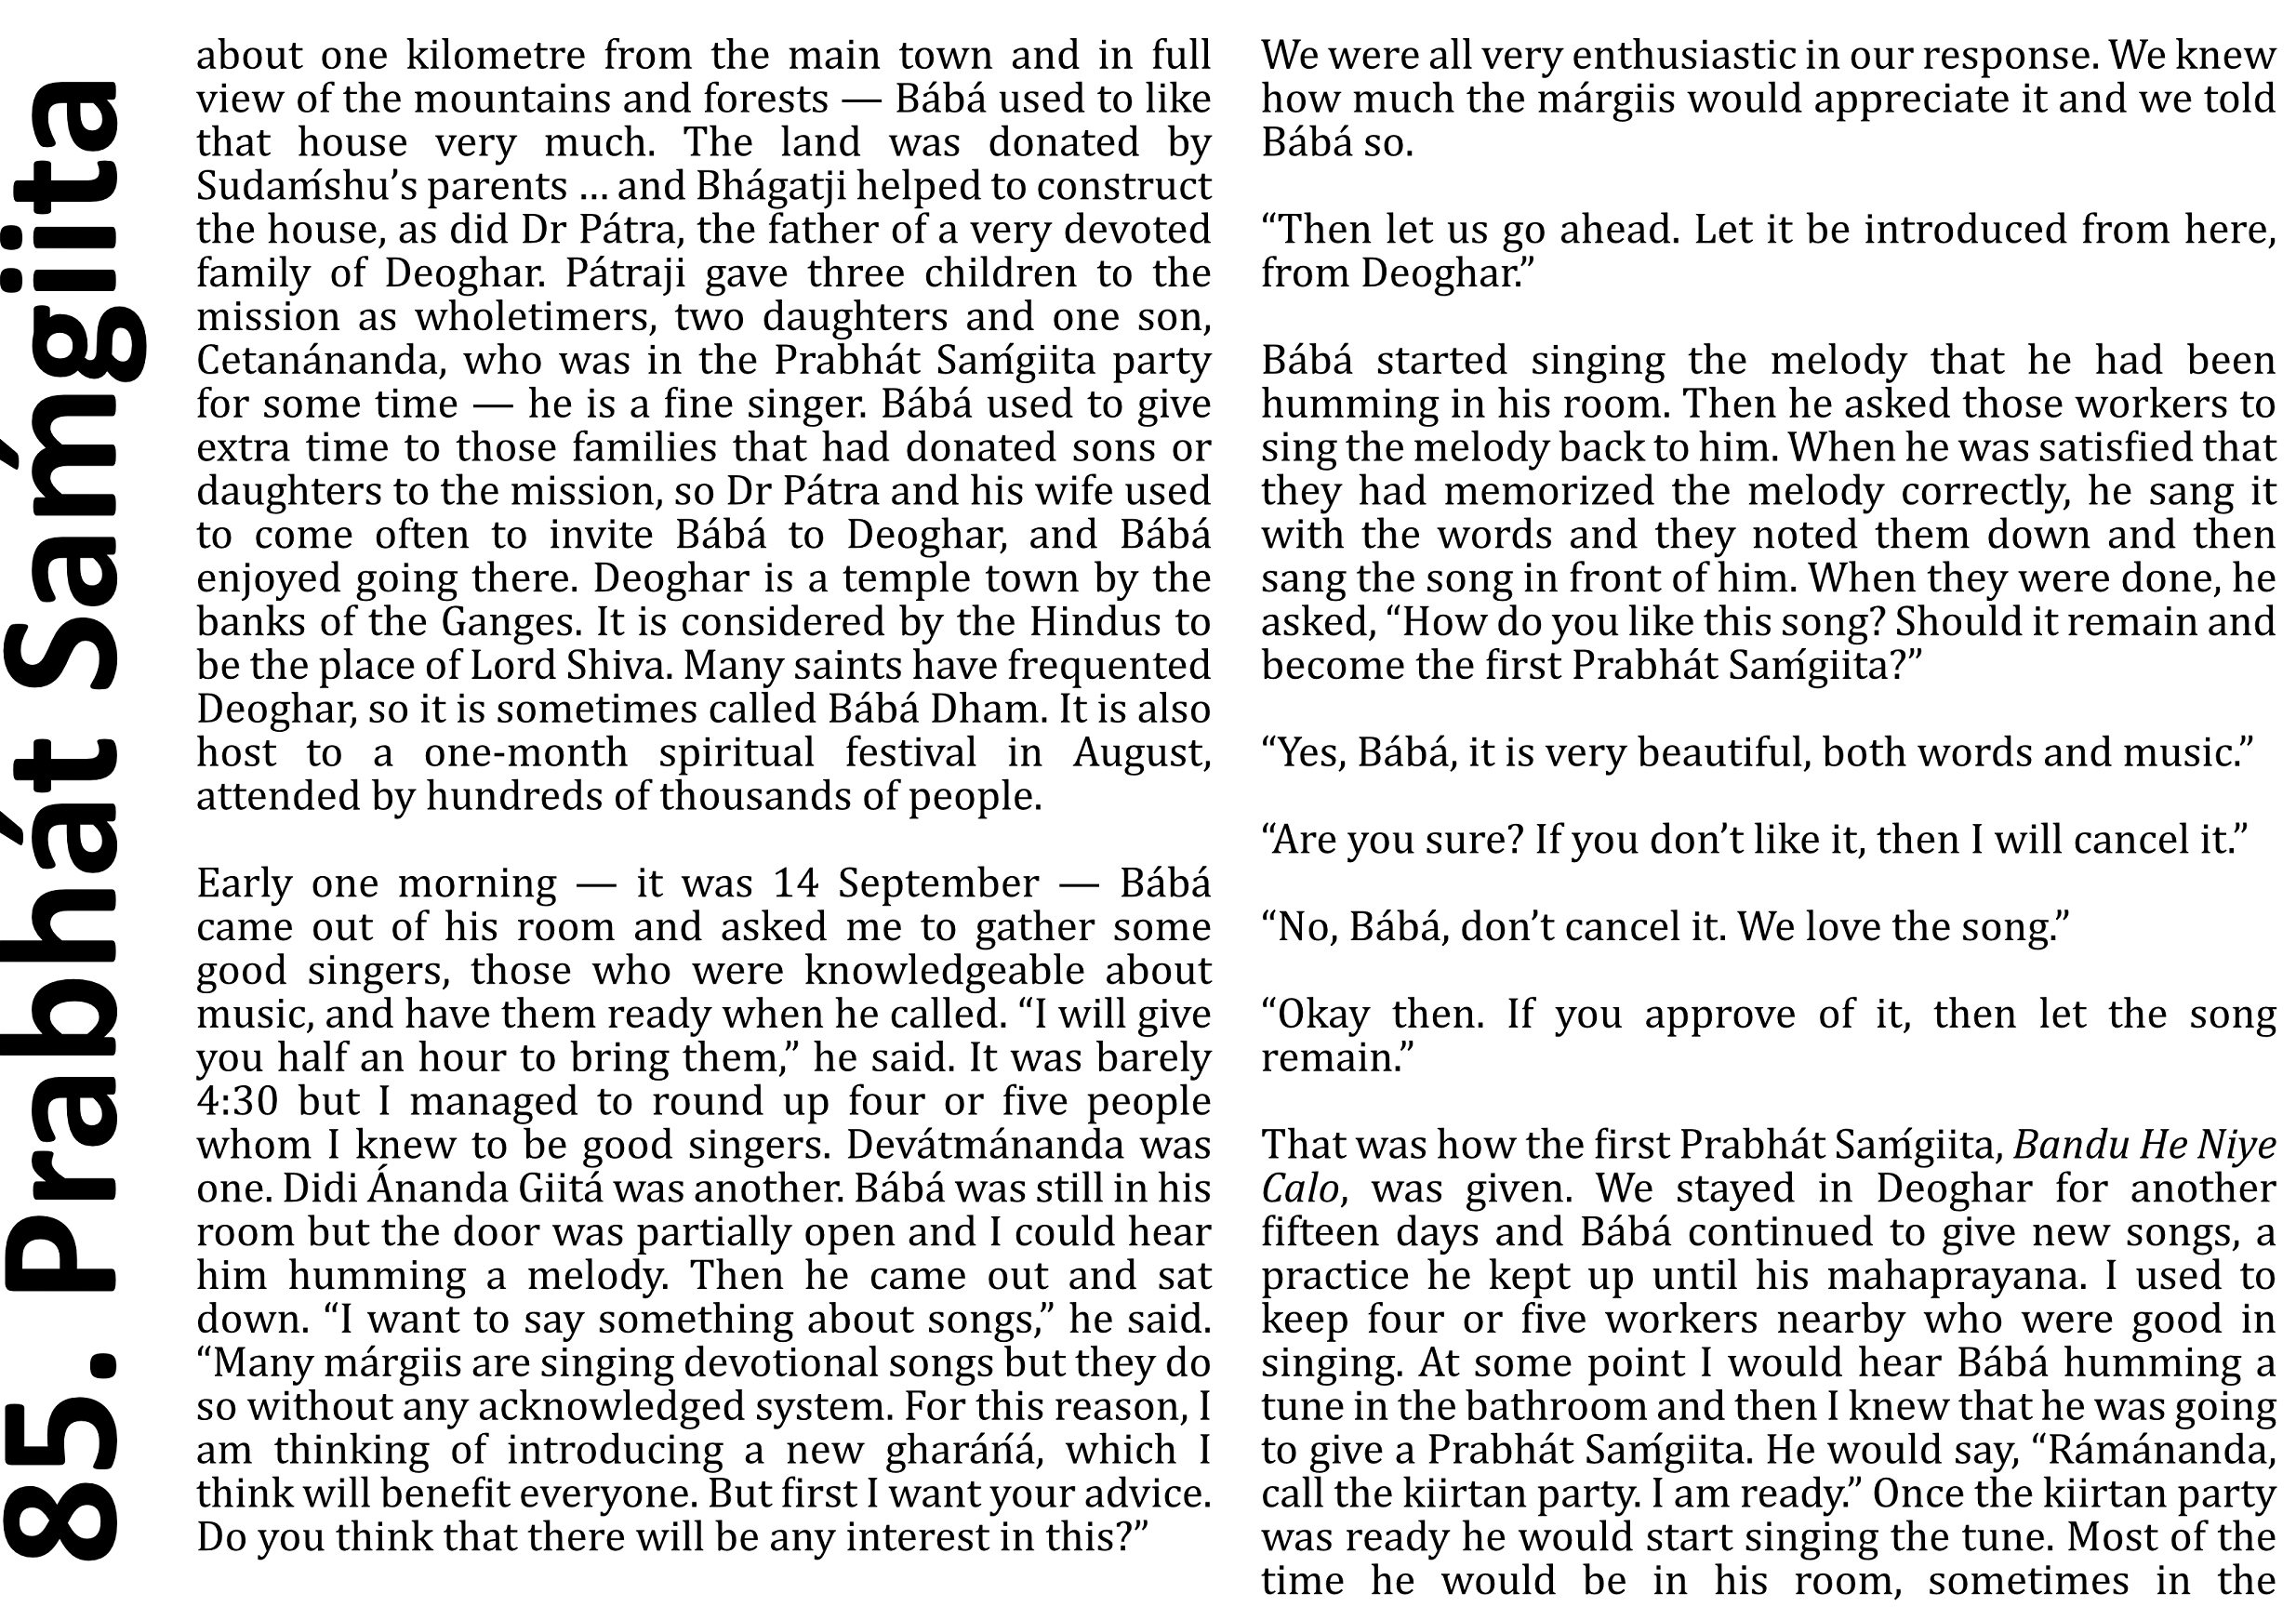 85. Prabhát Saḿgiita
about one kilometre from the main town and in full
view of the mountains and forests — Bábá used to like
that house very much. The land was donated by
Sudaḿshu’s parents ... and Bhágatji helped to construct
the house, as did Dr Pátra, the father of a very devoted
family of Deoghar. Pátraji gave three children to the
mission as wholetimers, two daughters and one son,
Cetanánanda, who was in the Prabhát Saḿgiita party
for some time — he is a fine singer. Bábá used to give
extra time to those families that had donated sons or
daughters to the mission, so Dr Pátra and his wife used
to come often to invite Bábá to Deoghar, and Bábá
enjoyed going there. Deoghar is a temple town by the
banks of the Ganges. It is considered by the Hindus to
be the place of Lord Shiva. Many saints have frequented
Deoghar, so it is sometimes called Bábá Dham. It is also
host to a one-month spiritual festival in August,
attended by hundreds of thousands of people.
Early one morning — it was 14 September — Bábá
came out of his room and asked me to gather some
good singers, those who were knowledgeable about
music, and have them ready when he called. “I will give
you half an hour to bring them,” he said. It was barely
4:30 but I managed to round up four or five people
whom I knew to be good singers. Devátmánanda was
one. Didi Ánanda Giitá was another. Bábá was still in his
room but the door was partially open and I could hear
him humming a melody. Then he came out and sat
down. “I want to say something about songs,” he said.
“Many márgiis are singing devotional songs but they do
so without any acknowledged system. For this reason, I
am thinking of introducing a new gharáńá, which I
think will benefit everyone. But first I want your advice.
Do you think that there will be any interest in this?”
We were all very enthusiastic in our response. We knew
how much the márgiis would appreciate it and we told
Bábá so.
“Then let us go ahead. Let it be introduced from here,
from Deoghar.”
Bábá started singing the melody that he had been
humming in his room. Then he asked those workers to
sing the melody back to him. When he was satisfied that
they had memorized the melody correctly, he sang it
with the words and they noted them down and then
sang the song in front of him. When they were done, he
asked, “How do you like this song? Should it remain and
become the first Prabhát Saḿgiita?”
“Yes, Bábá, it is very beautiful, both words and music.”
“Are you sure? If you don’t like it, then I will cancel it.”
“No, Bábá, don’t cancel it. We love the song.”
“Okay then. If you approve of it, then let the song
remain.”
That was how the first Prabhát Saḿgiita, Bandu He Niye
Calo, was given. We stayed in Deoghar for another
fifteen days and Bábá continued to give new songs, a
practice he kept up until his mahaprayana. I used to
keep four or five workers nearby who were good in
singing. At some point I would hear Bábá humming a
tune in the bathroom and then I knew that he was going
to give a Prabhát Saḿgiita. He would say, “Rámánanda,
call the kiirtan party. I am ready.” Once the kiirtan party
was ready he would start singing the tune. Most of the
time he would be in his room, sometimes in the